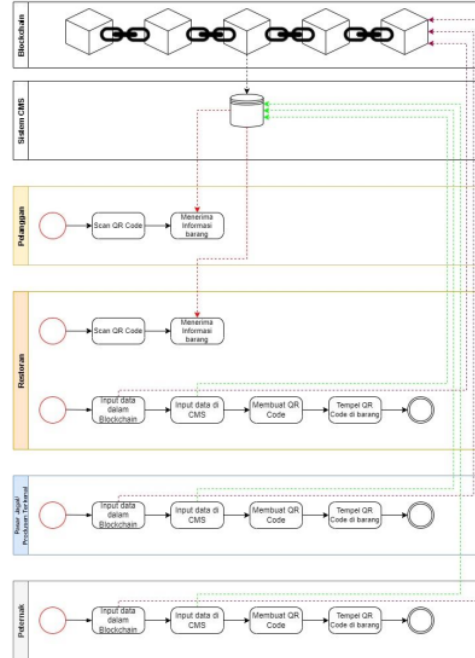 Blockchain
Sistem CMS
Pelanggan
Scan QR Code
Menerima
Informasi
barang
Restoran
Scan QR Code
Menerima
Informasi
barang
Input data
dalam
Blockchain
Input data di
CMS
Membuat QR
Code
Tempel QR
Code di barang
Produsen Terkenal
Input data
dalam
Blockchain
Input data di
CMS
Membuat QR
Code
Tempel QR
Code di barang
Peternak
Input data
dalam
Blockchain
Input data di
CMS
Membuat QR
Code
Tempel QR
Code di barang